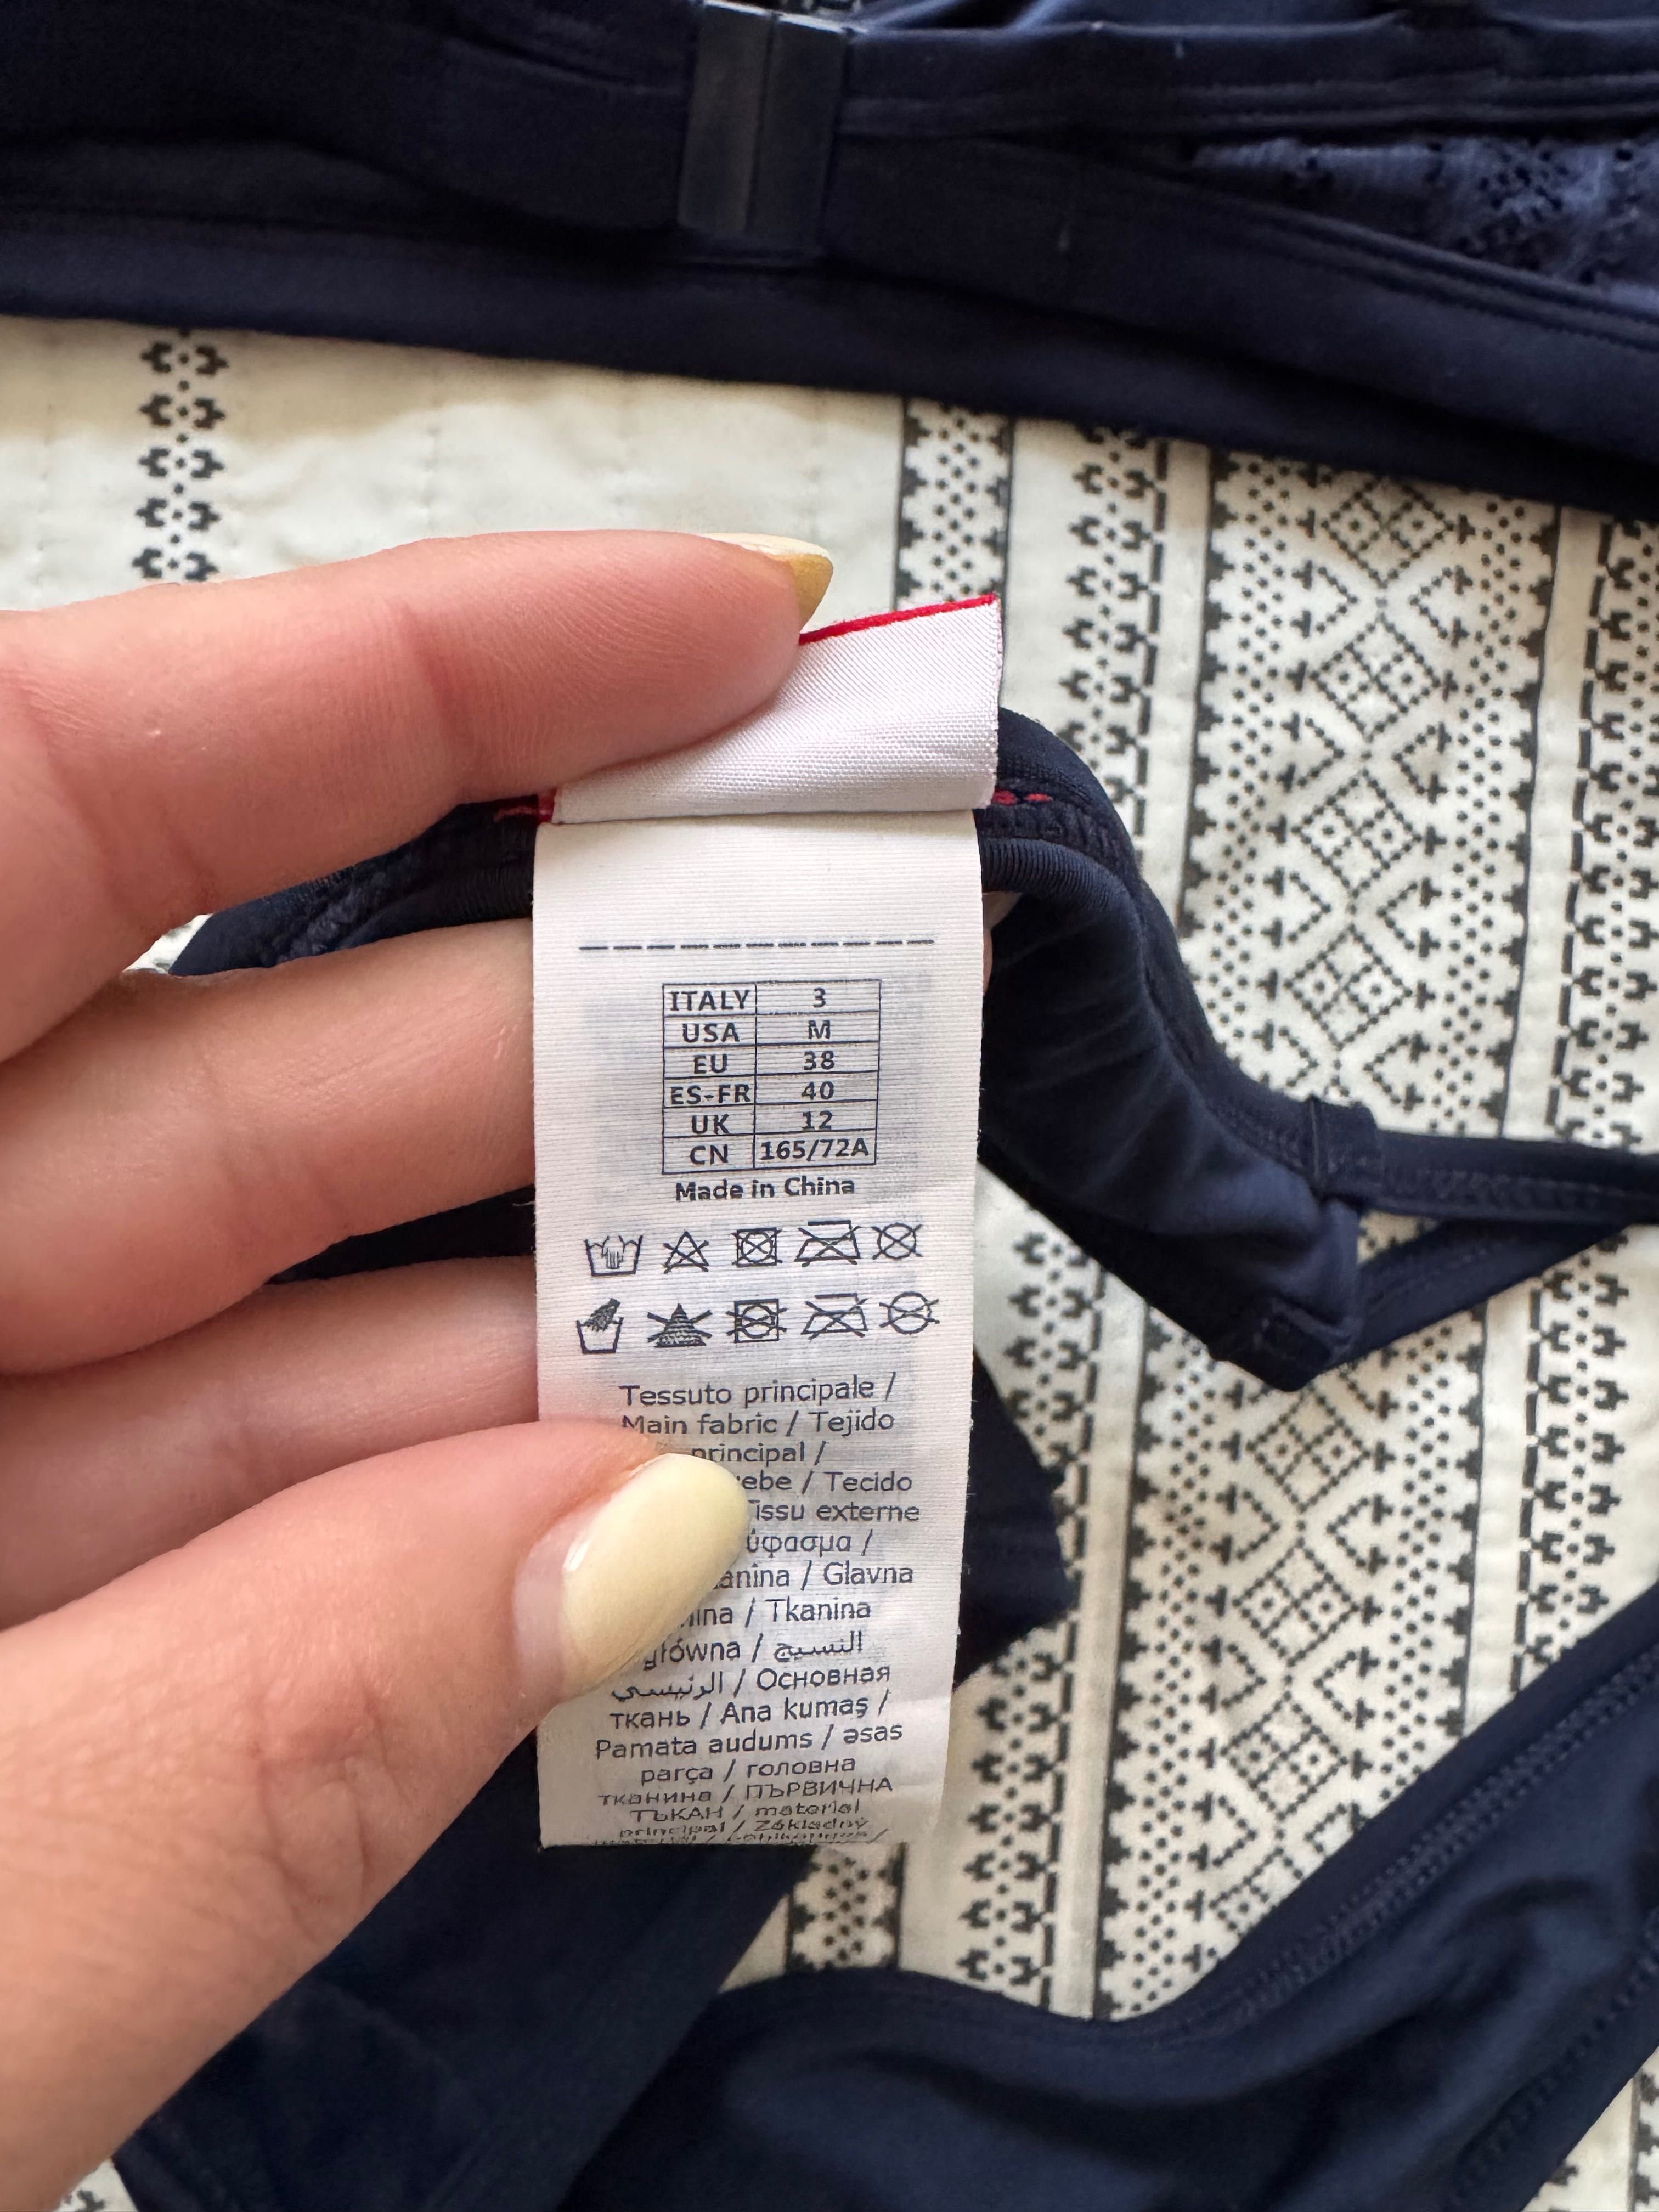 ITALY 3
USA M
EU 38
ES-FR 40
UK 12
CN 165/72A
Made in China
Tessuto principale /
Main fabric / Tejido
principal /
/ Tecido
externe
ύφασμα /
/ Glavna
/ Tkanina
główna / النسيج
الرئيسي / Основная
ткань / Ana kumaş /
Pamata audums / əsas
parça / головна
тканина / ПЪРВИЧНА
ТЪКАН / material
principal / Základný